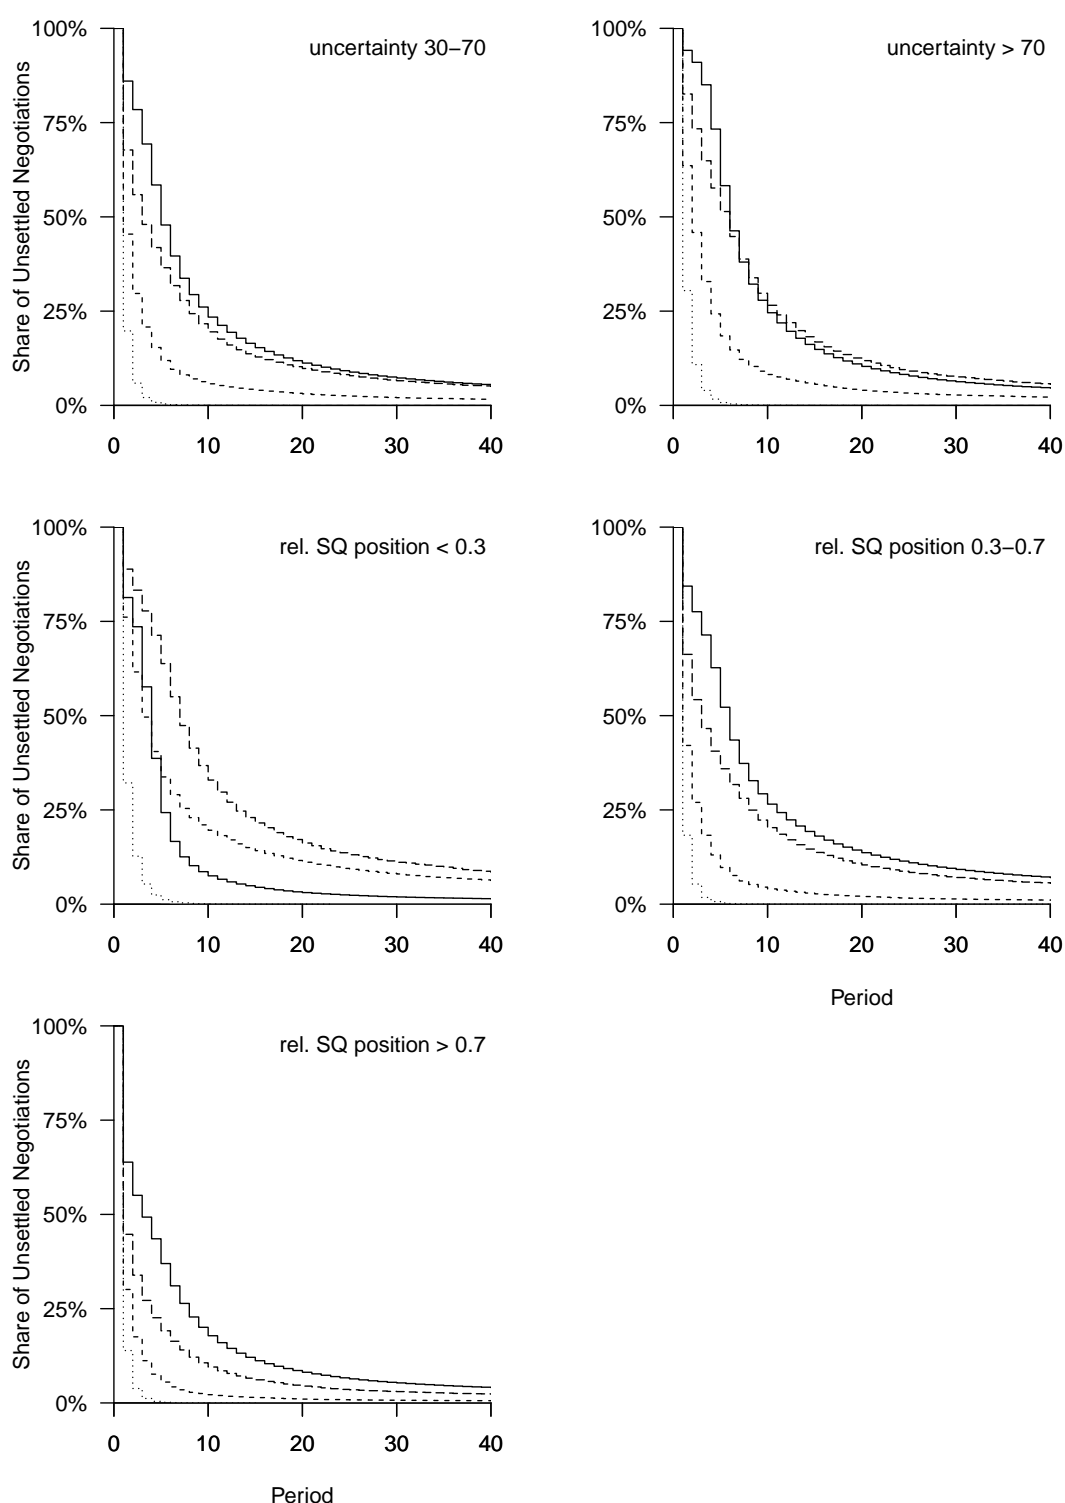 100%
75%
50%
25%
0%
0 10 20 30 40
Share of Unsettled Negotiations
uncertainty 30−70
100%
75%
50%
25%
0%
0 10 20 30 40
uncertainty > 70
100%
75%
50%
25%
0%
0 10 20 30 40
Share of Unsettled Negotiations
rel. SQ position < 0.3
100%
75%
50%
25%
0%
0 10 20 30 40
Period
rel. SQ position 0.3−0.7
100%
75%
50%
25%
0%
0 10 20 30 40
Period
Share of Unsettled Negotiations
rel. SQ position > 0.7